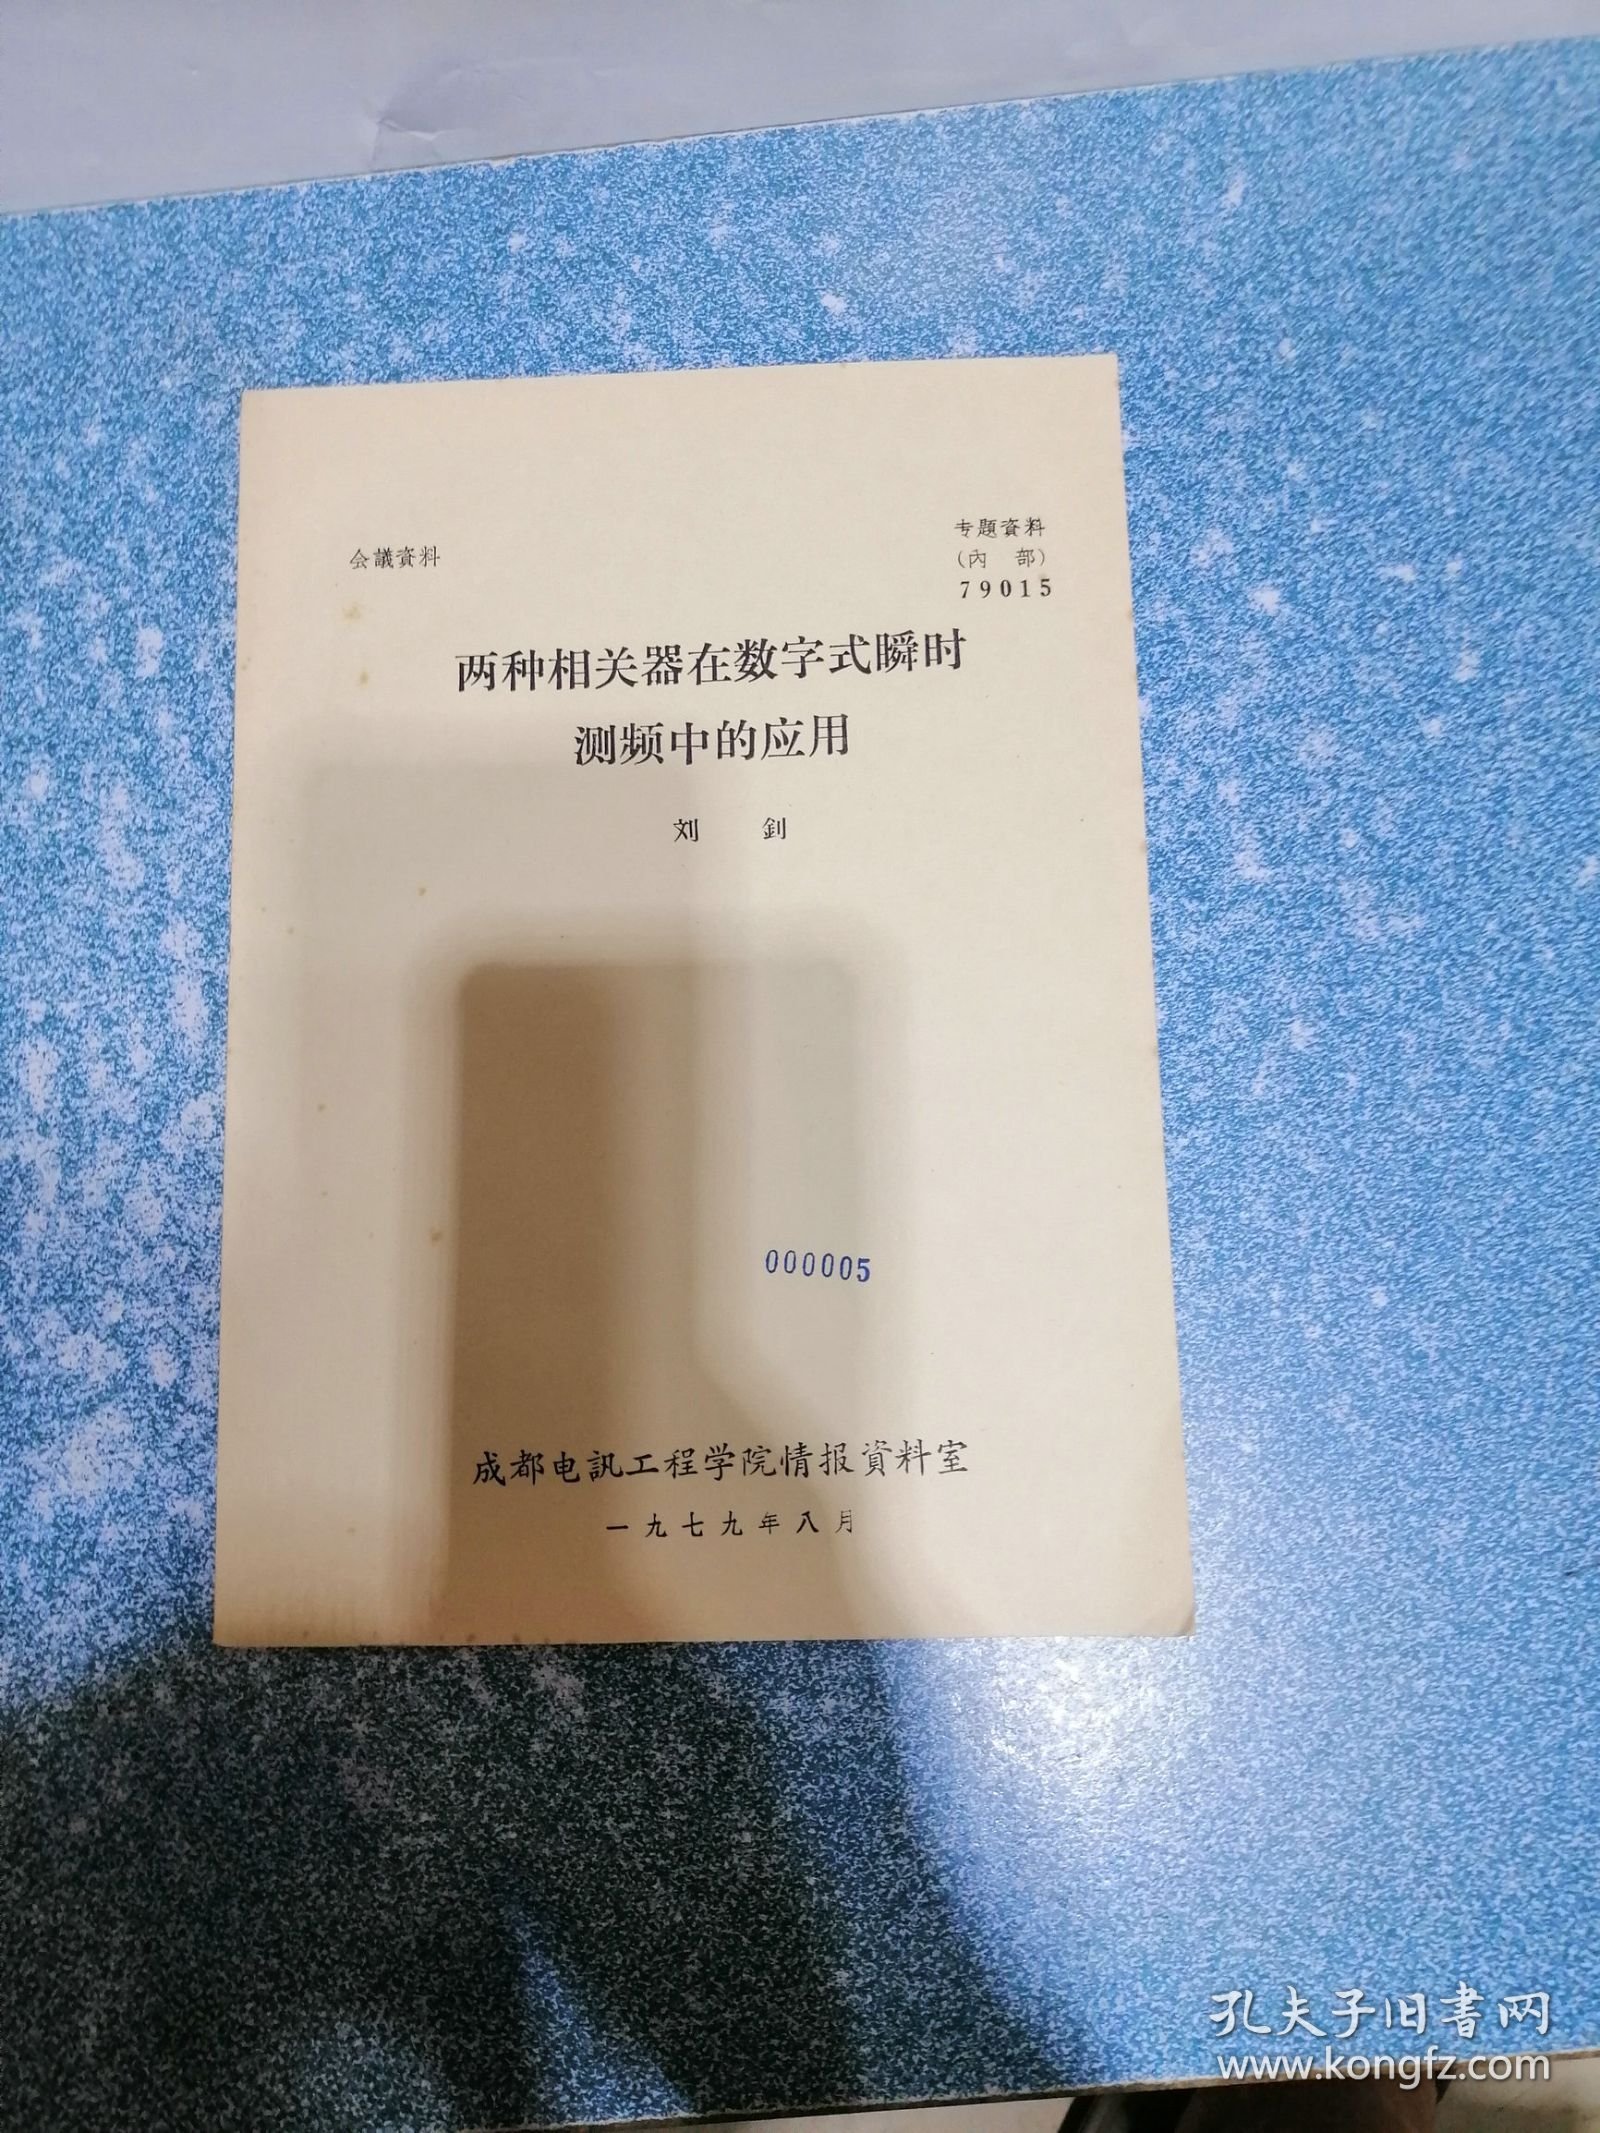 会議資料
专題資料
（內 部）
79015
两种相关器在数字式瞬时
测频中的应用
刘 釗
000005
成都电訊工程学院情报資料室
一九七九年八月
孔夫子旧書网
www.kongfz.com